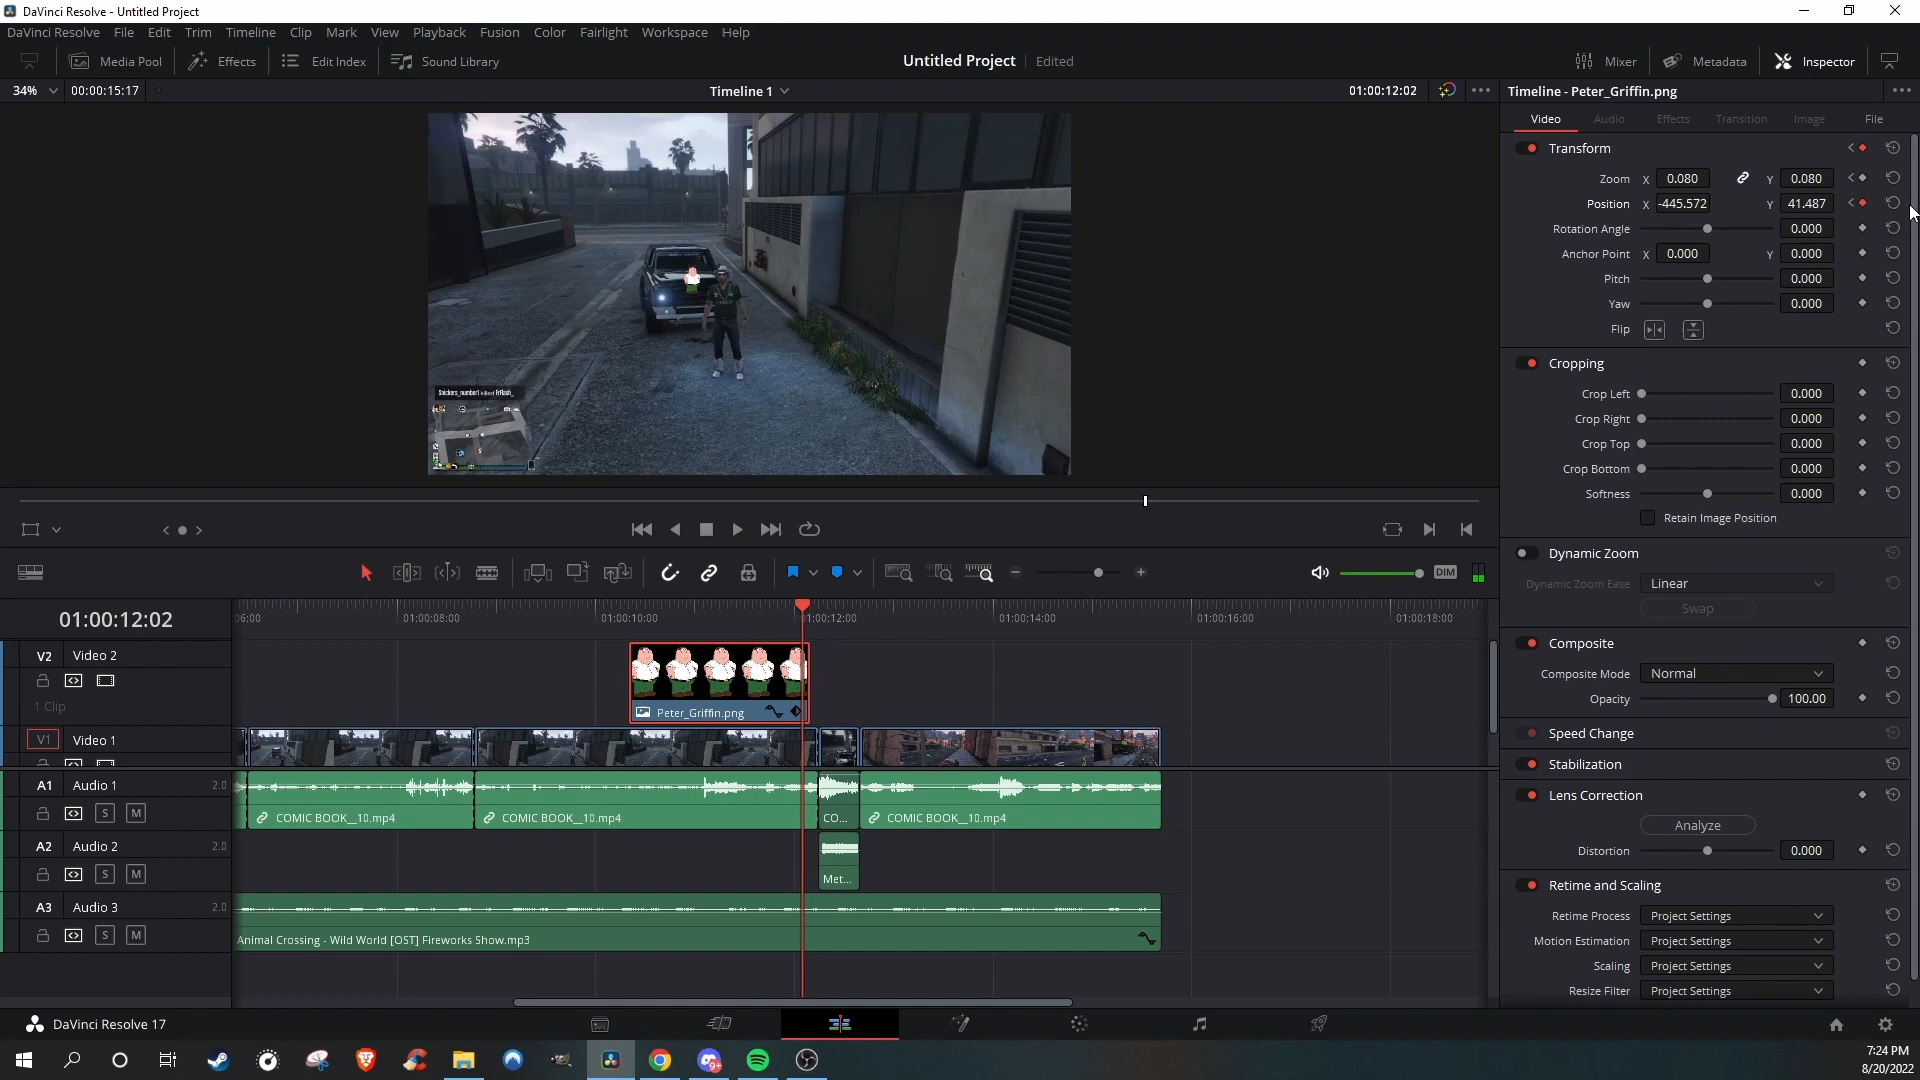 DaVinci Resolve - Untitled Project
DaVinci Resolve File Edit Trim Timeline Clip Mark View Playback Fusion Color Fairlight Workspace Help
Media Pool Effects Edit Index Sound Library Untitled Project Edited Mixer Metadata Inspector
34% 00:00:15:17 Timeline 1 01:00:12:02 Timeline - Peter_Griffin.png
Video Audio Effects Transition Image File
Transform
Zoom X 0.080 Y 0.080
Position X -445.572 Y 41.487
Rotation Angle 0.000
Anchor Point X 0.000 Y 0.000
Pitch 0.000
Yaw 0.000
Flip
Cropping
Crop Left 0.000
Crop Right 0.000
Crop Top 0.000
Crop Bottom 0.000
Softness 0.000
Retain Image Position
Dynamic Zoom
Dynamic Zoom Ease Linear
Swap
Composite
Composite Mode Normal
Opacity 100.00
Speed Change
Stabilization
Lens Correction
Analyze
Distortion 0.000
Retime and Scaling
Retime Process Project Settings
Motion Estimation Project Settings
Scaling Project Settings
Resize Filter Project Settings
DIM
01:00:12:02
06:00 01:00:08:00 01:00:10:00 01:00:12:00 01:00:14:00 01:00:16:00 01:00:18:00
V2 Video 2
1 Clip
Peter_Griffin.png
V1 Video 1
A1 Audio 1 2.0
S M
COMIC BOOK__10.mp4 COMIC BOOK__10.mp4 CO... COMIC BOOK__10.mp4
A2 Audio 2 2.0
S M
Met...
A3 Audio 3 2.0
S M
Animal Crossing - Wild World [OST] Fireworks Show.mp3
DaVinci Resolve 17
9+
7:24 PM
8/20/2022